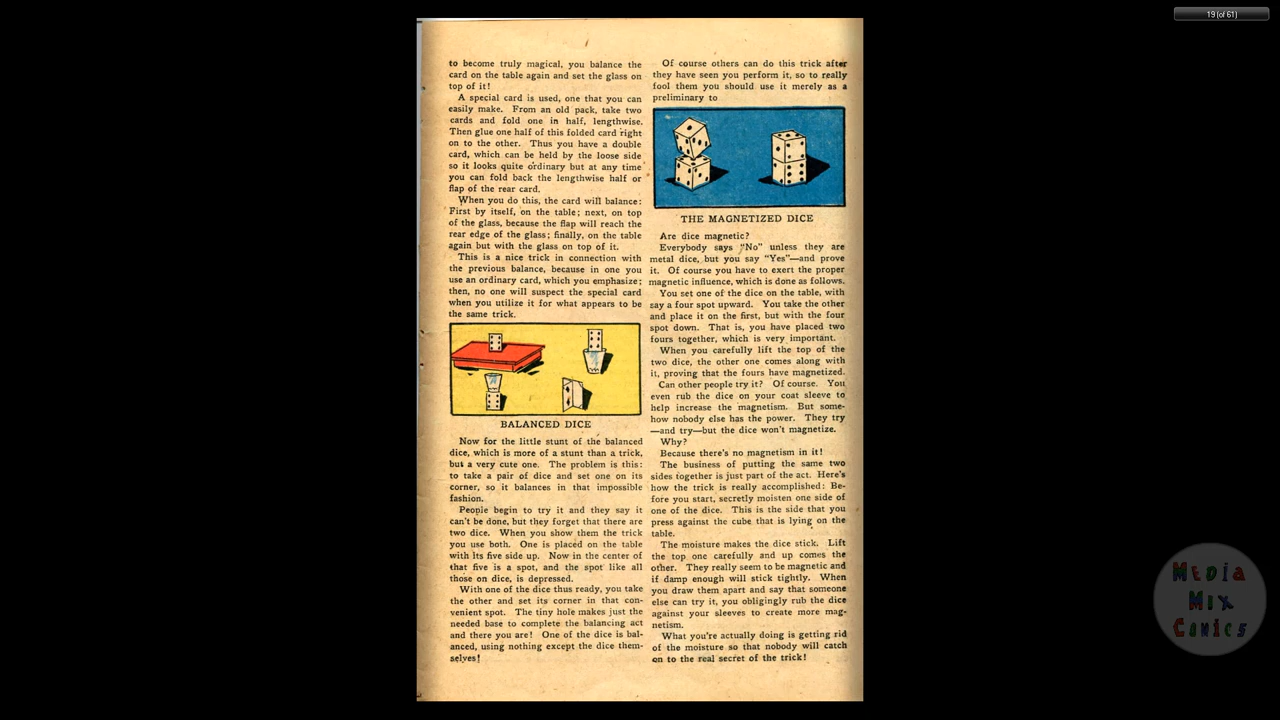 19 (of 61)
to become truly magical, you balance the
card on the table again and set the glass on
top of it!
A special card is used, one that you can
easily make. From an old pack, take two
cards and fold one in half, lengthwise.
Then glue one half of this folded card right
on to the other. Thus you have a double
card, which can be held by the loose side
so it looks quite ordinary but at any time
you can fold back the lengthwise half or
flap of the rear card.
When you do this, the card will balance:
First by itself, on the table; next, on top
of the glass, because the flap will reach the
rear edge of the glass; finally, on the table
again but with the glass on top of it.
This is a nice trick in connection with
the previous balance, because in one you
use an ordinary card, which you emphasize;
then, no one will suspect the special card
when you utilize it for what appears to be
the same trick.
BALANCED DICE
Now for the little stunt of the balanced
dice, which is more of a stunt than a trick,
but a very cute one. The problem is this:
to take a pair of dice and set one on its
corner, so it balances in that impossible
fashion.
People begin to try it and they say it
can't be done, but they forget that there are
two dice. When you show them the trick
you use both. One is placed on the table
with its five side up. Now in the center of
that five is a spot, and the spot like all
those on dice, is depressed.
With one of the dice thus ready, you take
the other and set its corner in that con-
venient spot. The tiny hole makes just the
needed base to complete the balancing act
and there you are! One of the dice is bal-
anced, using nothing except the dice them-
selves!
Of course others can do this trick after
they have seen you perform it, so to really
fool them you should use it merely as a
preliminary to
THE MAGNETIZED DICE
Are dice magnetic?
Everybody says "No" unless they are
metal dice, but you say "Yes"—and prove
it. Of course you have to exert the proper
magnetic influence, which is done as follows.
You set one of the dice on the table, with
say a four spot upward. You take the other
and place it on the first, but with the four
spot down. That is, you have placed two
fours together, which is very important.
When you carefully lift the top of the
two dice, the other one comes along with
it, proving that the fours have magnetized.
Can other people try it? Of course. You
even rub the dice on your coat sleeve to
help increase the magnetism. But some-
how nobody else has the power. They try
—and try—but the dice won't magnetize.
Why?
Because there's no magnetism in it!
The business of putting the same two
sides together is just part of the act. Here's
how the trick is really accomplished: Be-
fore you start, secretly moisten one side of
one of the dice. This is the side that you
press against the cube that is lying on the
table.
The moisture makes the dice stick. Lift
the top one carefully and up comes the
other. They really seem to be magnetic and
if damp enough will stick tightly. When
you draw them apart and say that someone
else can try it, you obligingly rub the dice
against your sleeves to create more mag-
netism.
What you're actually doing is getting rid
of the moisture so that nobody will catch
on to the real secret of the trick!
MEDIA
MIX
COMICS